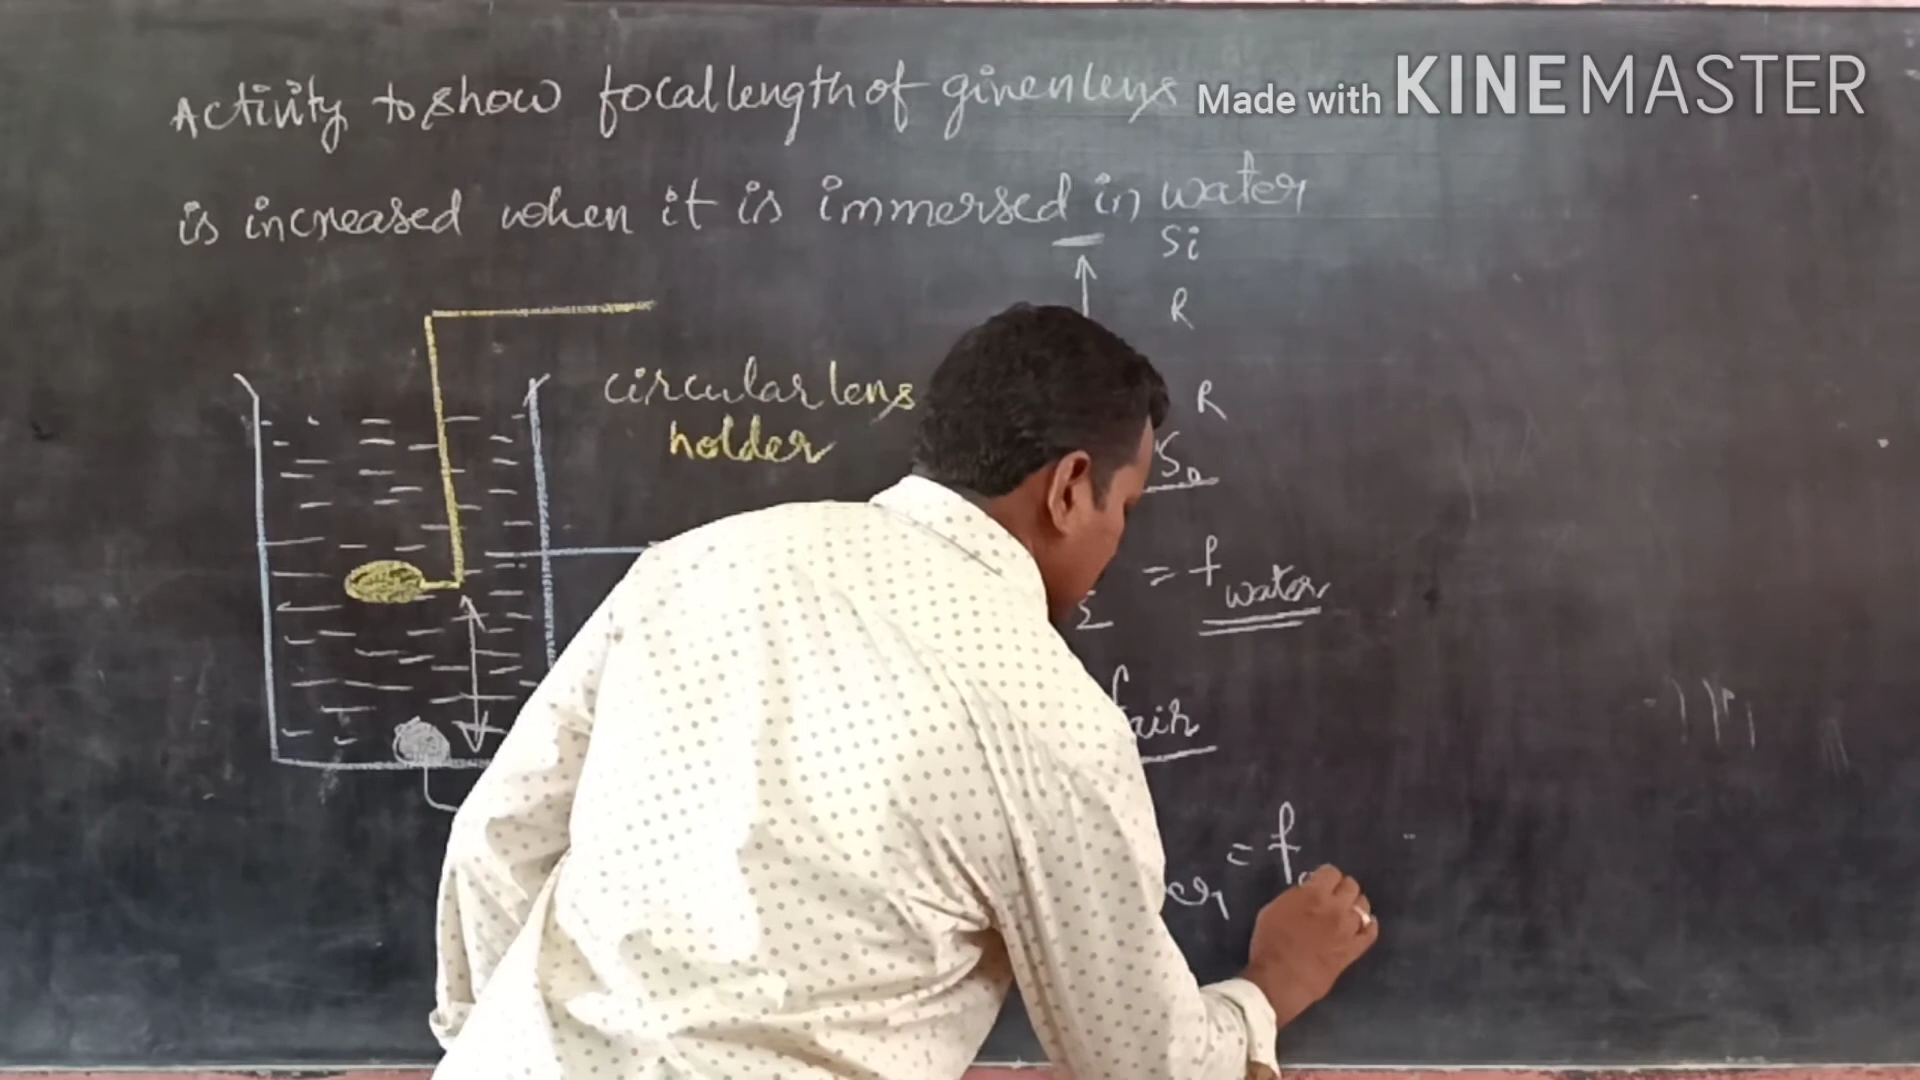 Activity to show focal length of given lens
Made with KINEMASTER
is increased when it is immersed in water
Si
R
circular lens
holder
R
So
= f water
air
= f